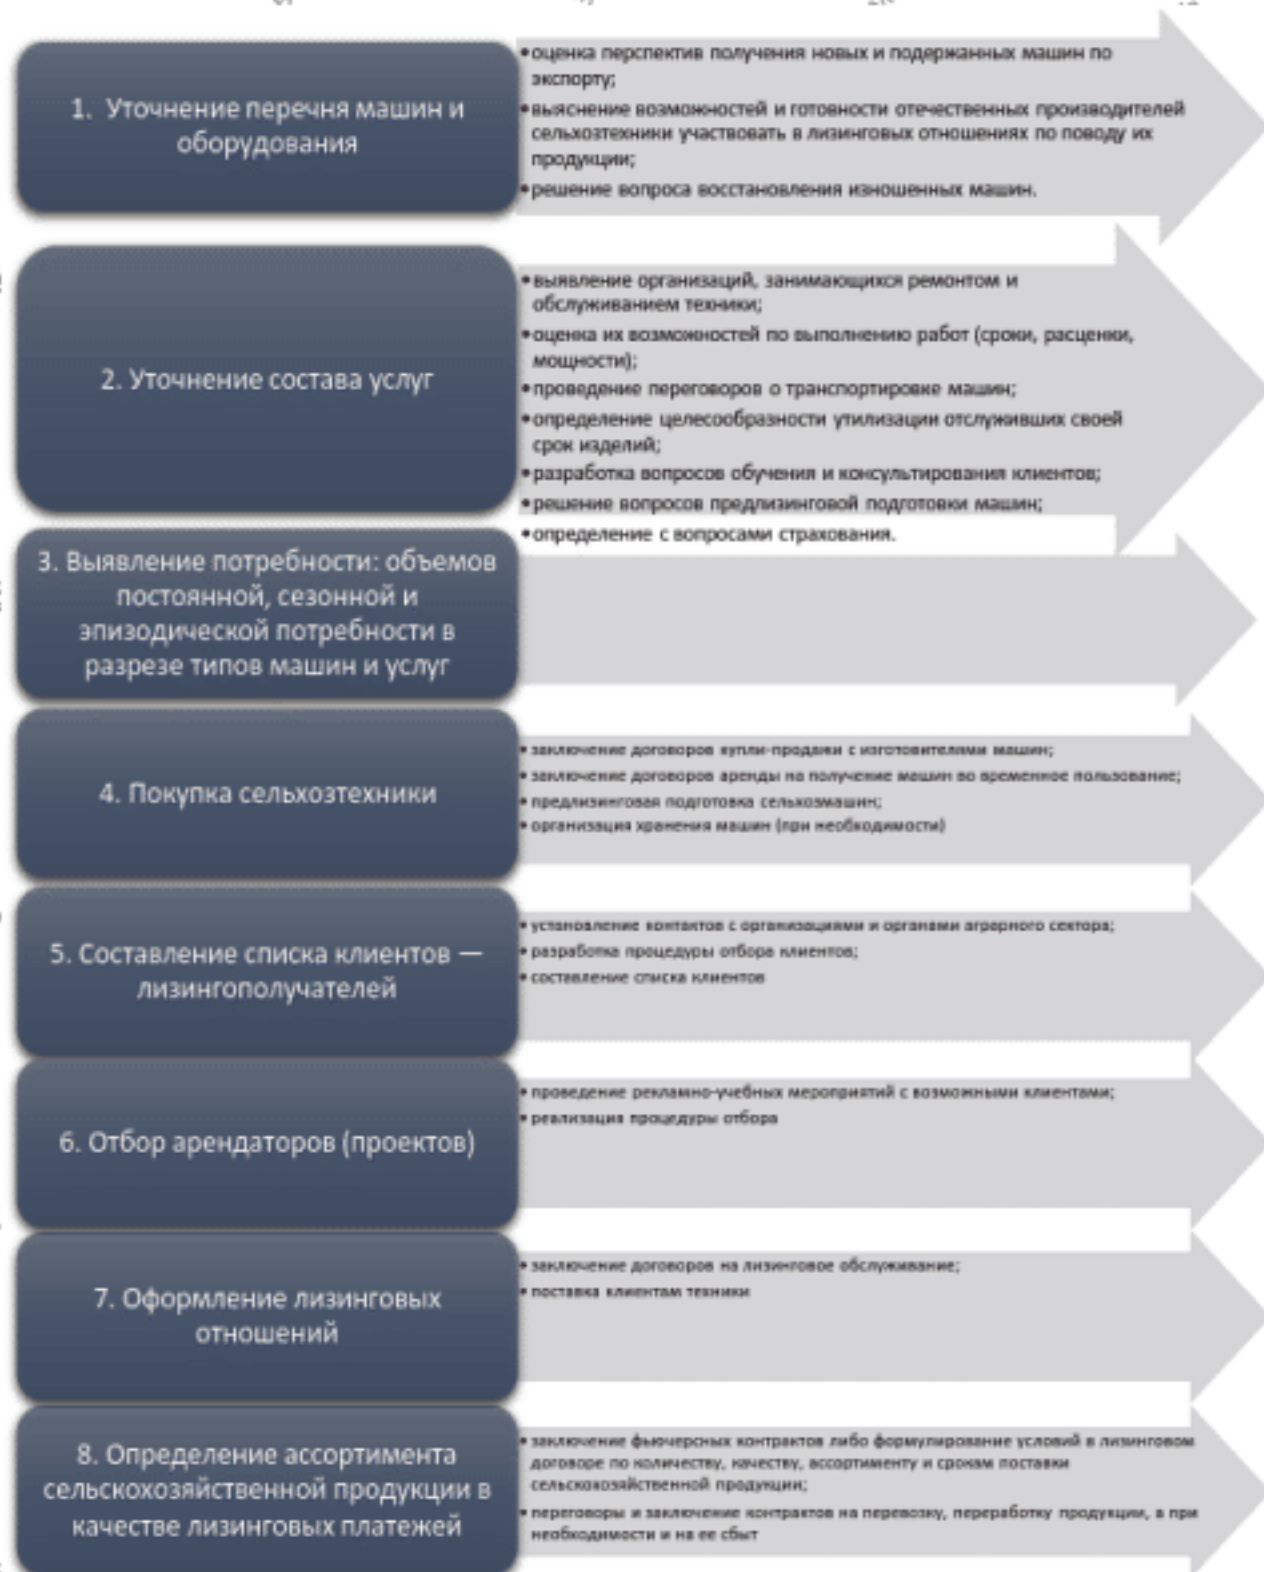 1. Уточнение перечня машин и
оборудования
•оценка перспектив получения новых и подержанных машин по
экспорту;
•выяснение возможностей и готовности отечественных производителей
сельхозтехники участвовать в лизинговых отношениях по поводу их
продукции;
•решение вопроса восстановления изношенных машин.
2. Уточнение состава услуг
•выявление организаций, занимающихся ремонтом и
обслуживанием техники;
•оценка их возможностей по выполнению работ (сроки, расценки,
мощности);
•проведение переговоров о транспортировке машин;
•определение целесообразности утилизации отслуживших своей
срок изделий;
•разработка вопросов обучения и консультирования клиентов;
•решение вопросов предлизинговой подготовки машин;
•определение с вопросами страхования.
3. Выявление потребности: объемов
постоянной, сезонной и
эпизодической потребности в
разрезе типов машин и услуг
4. Покупка сельхозтехники
• заключение договоров купли-продажи с изготовителями машин;
• заключение договоров аренды на получение машин во временное пользование;
• предлизинговая подготовка сельхозмашин;
• организация хранения машин (при необходимости)
5. Составление списка клиентов —
лизингополучателей
• установление контактов с организациями и органами аграрного сектора;
• разработка процедуры отбора клиентов;
• составление списка клиентов
6. Отбор арендаторов (проектов)
• проведение рекламно-учебных мероприятий с возможными клиентами;
• реализация процедуры отбора
7. Оформление лизинговых
отношений
• заключение договоров на лизинговое обслуживание;
• поставка клиентам техники
8. Определение ассортимента
сельскохозяйственной продукции в
качестве лизинговых платежей
• заключение фьючерсных контрактов либо формулирование условий в лизинговом
договоре по количеству, качеству, ассортименту и срокам поставки
сельскохозяйственной продукции;
• переговоры и заключение контрактов на перевозку, переработку продукции, а при
необходимости и на ее сбыт